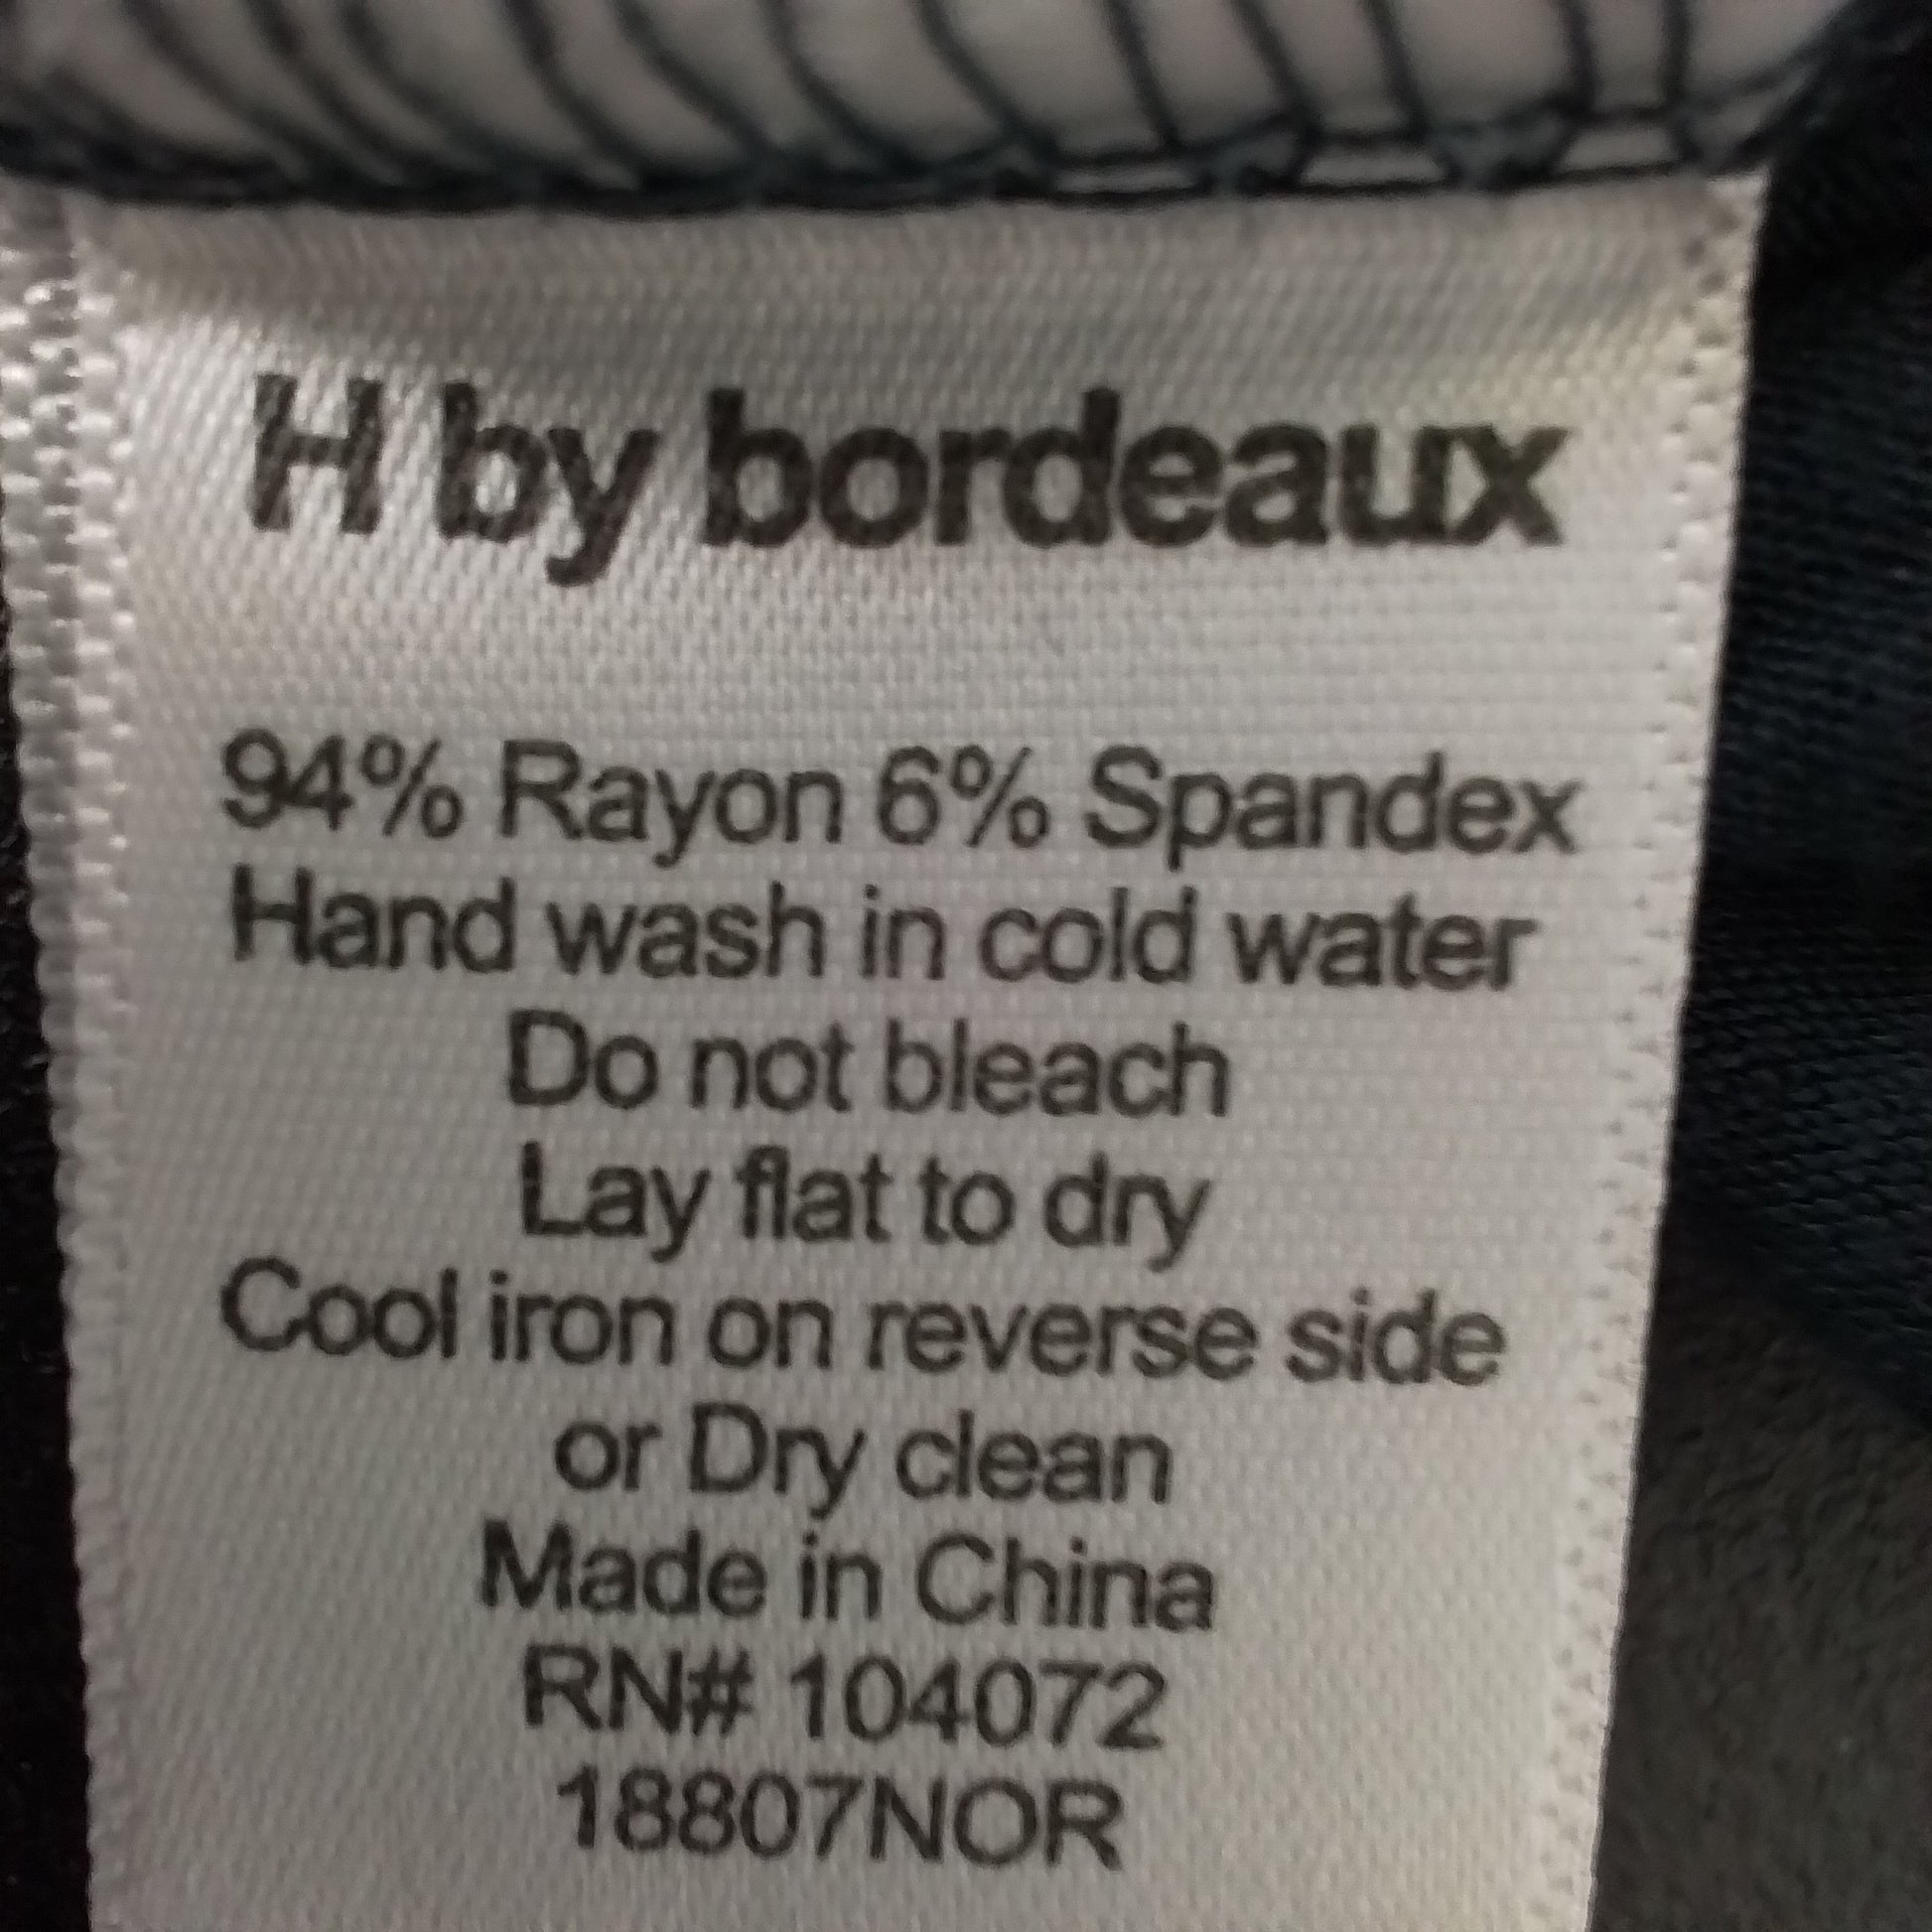 H by bordeaux
94% Rayon 6% Spandex
Hand wash in cold water
Do not bleach
Lay flat to dry
Cool iron on reverse side
or Dry clean
Made in China
RN# 104072
18807NOR